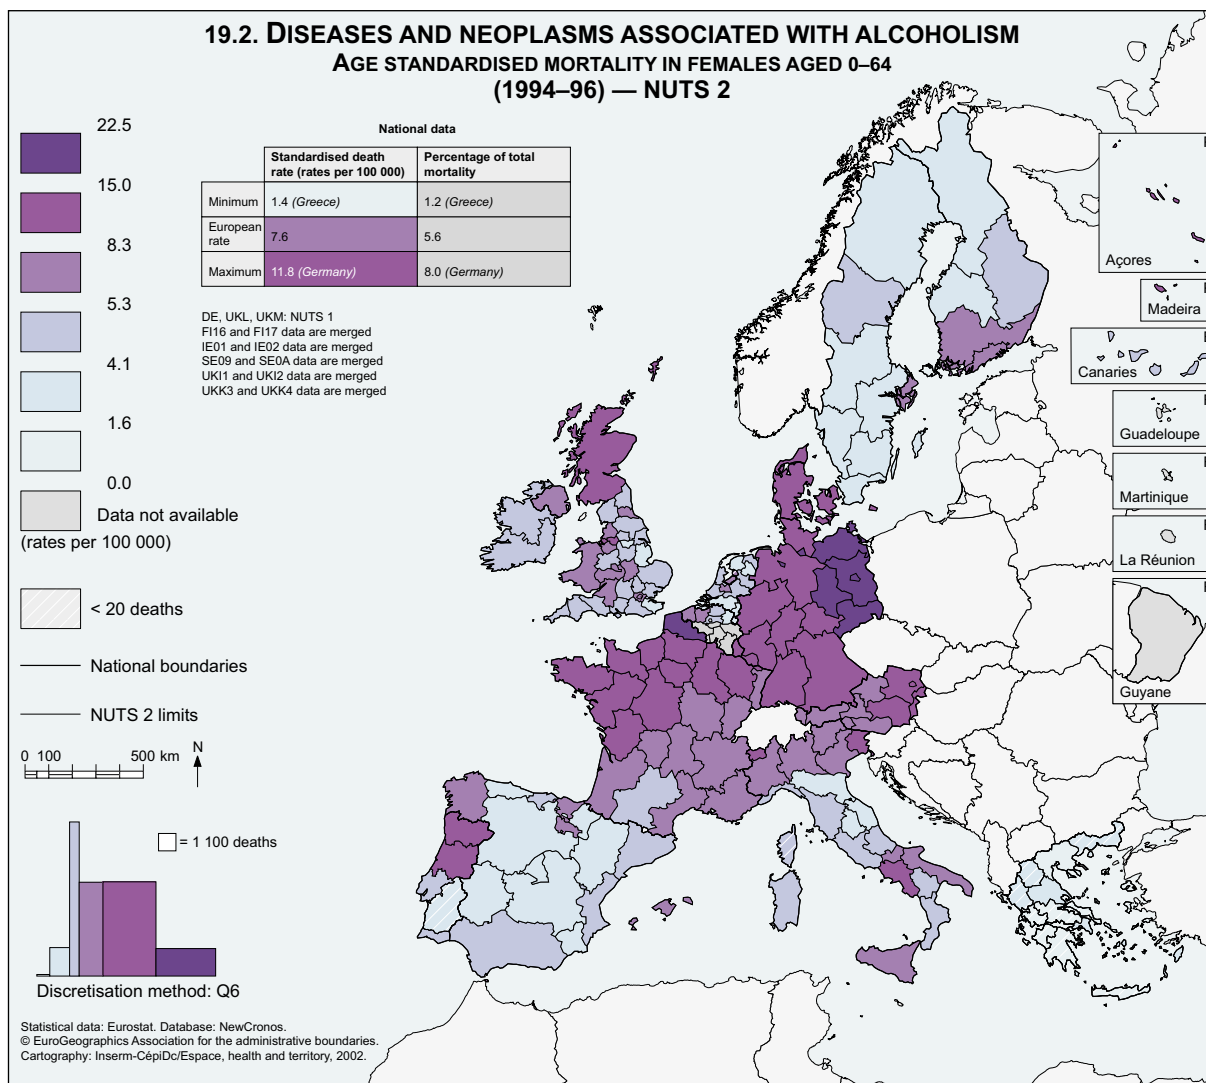 19.2. DISEASES AND NEOPLASMS ASSOCIATED WITH ALCOHOLISM
AGE STANDARDISED MORTALITY IN FEMALES AGED 0–64
(1994–96) — NUTS 2
22.5
15.0
8.3
5.3
4.1
1.6
0.0
Data not available
(rates per 100 000)
< 20 deaths
National boundaries
NUTS 2 limits
0 100 500 km
N
National data
Standardised death rate (rates per 100 000)
Percentage of total mortality
Minimum 1.4 (Greece) 1.2 (Greece)
European rate 7.6 5.6
Maximum 11.8 (Germany) 8.0 (Germany)
DE, UKL, UKM: NUTS 1
FI16 and FI17 data are merged
IE01 and IE02 data are merged
SE09 and SE0A data are merged
UKI1 and UKI2 data are merged
UKK3 and UKK4 data are merged
Açores
Madeira
Canaries
Guadeloupe
Martinique
La Réunion
Guyane
= 1 100 deaths
Discretisation method: Q6
Statistical data: Eurostat. Database: NewCronos.
© EuroGeographics Association for the administrative boundaries.
Cartography: Inserm-CépiDc/Espace, health and territory, 2002.